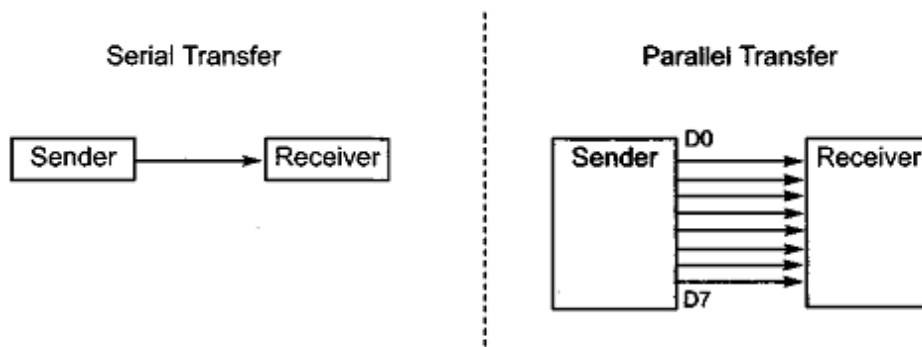 Serial Transfer
Sender
Receiver
Parallel Transfer
D0
Sender
Receiver
D7